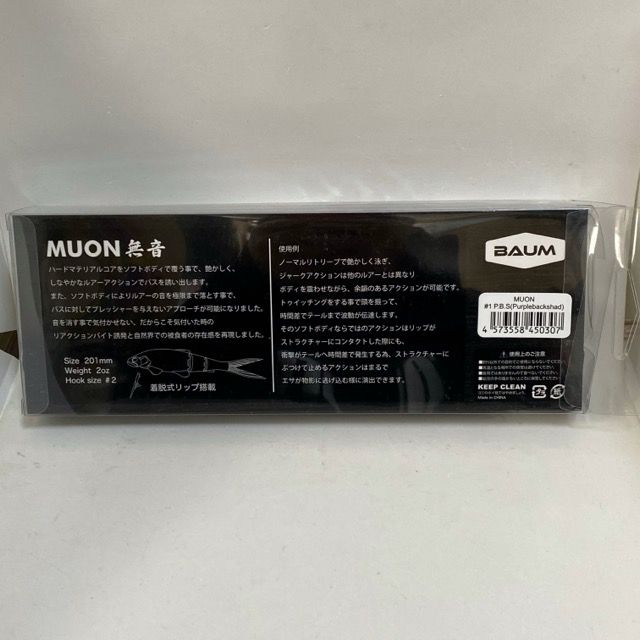 MUON 無音
ハードマテリアルコアをソフトボディで覆う事で、艶かしく、
しなやかなルアーアクションでバスを誘い出します。
また、ソフトボディによりルアーの音を極限まで落とす事で、
バスに対してプレッシャーを与えないアプローチが可能になりました。
音を消す事で気付かせない、だからこそ気付いた時の
リアクションバイト誘発と自然界での被食者の存在感を再現しました。
Size 201mm
Weight 2oz
Hook size #2
着脱式リップ搭載
使用例
ノーマルリトリーブで艶かしく泳ぎ、
ジャークアクションは他のルアーとは異なり
ボディを震わせながら、余韻のあるアクションが可能です。
トゥイッチングをする事で頭を振って、
時間差でテールまで波動が伝達します。
そのソフトボディならではのアクションはリップが
ストラクチャーにコンタクトした際にも、
衝撃がテールへ時間差で発生する為、ストラクチャーに
ぶつけて止めるアクションはまるで
エサが物影に逃げ込む様に演出できます。
BAUM
MUON
#1 P.B.S(Purplebackshad)
4 573558 450307
使用上のご注意
KEEP CLEAN
Made in CHINA
プラ